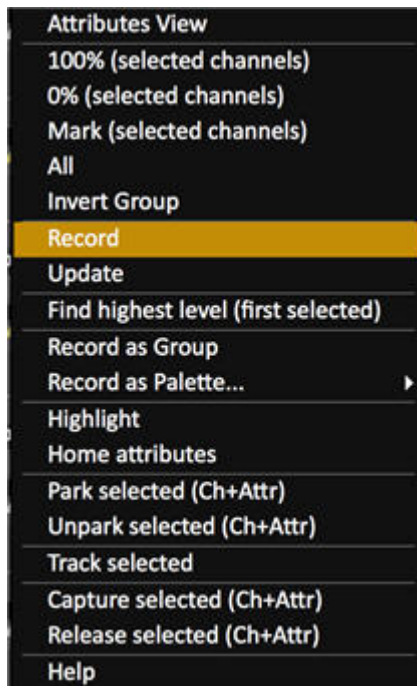 Attributes View
100% (selected channels)
0% (selected channels)
Mark (selected channels)
All
Invert Group
Record
Update
Find highest level (first selected)
Record as Group
Record as Palette...
Highlight
Home attributes
Park selected (Ch+Attr)
Unpark selected (Ch+Attr)
Track selected
Capture selected (Ch+Attr)
Release selected (Ch+Attr)
Help